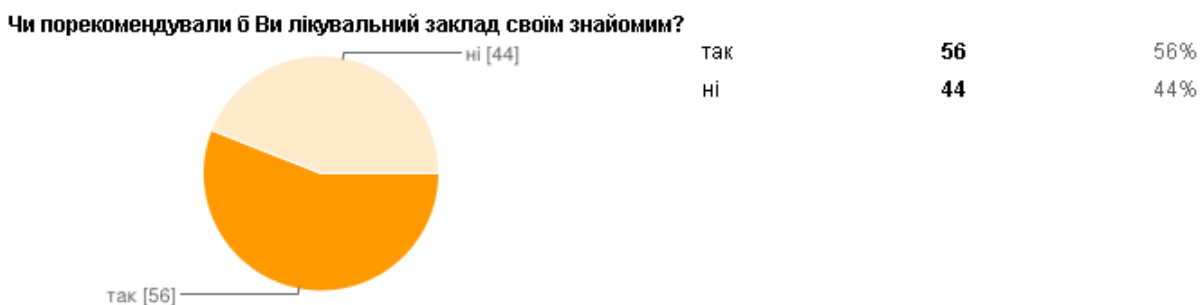 Чи порекомендували б Ви лікувальний заклад своїм знайомим?
ні [44]
так [56]
так 56 56%
ні 44 44%